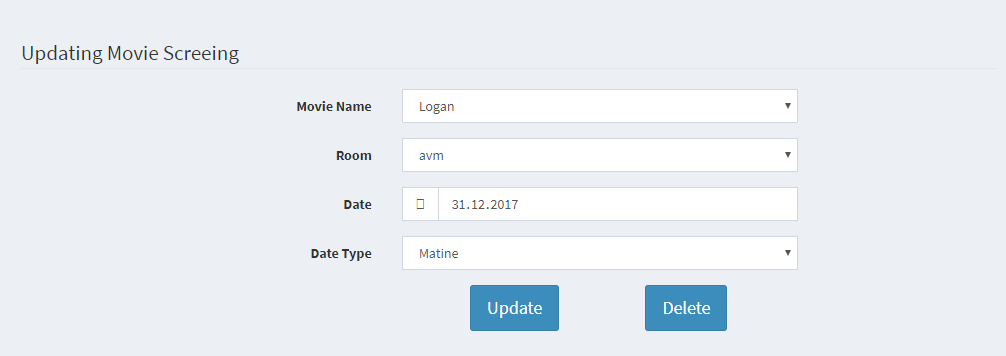 Updating Movie Screeing
Movie Name Logan
Room avm
Date 31.12.2017
Date Type Matine
Update Delete